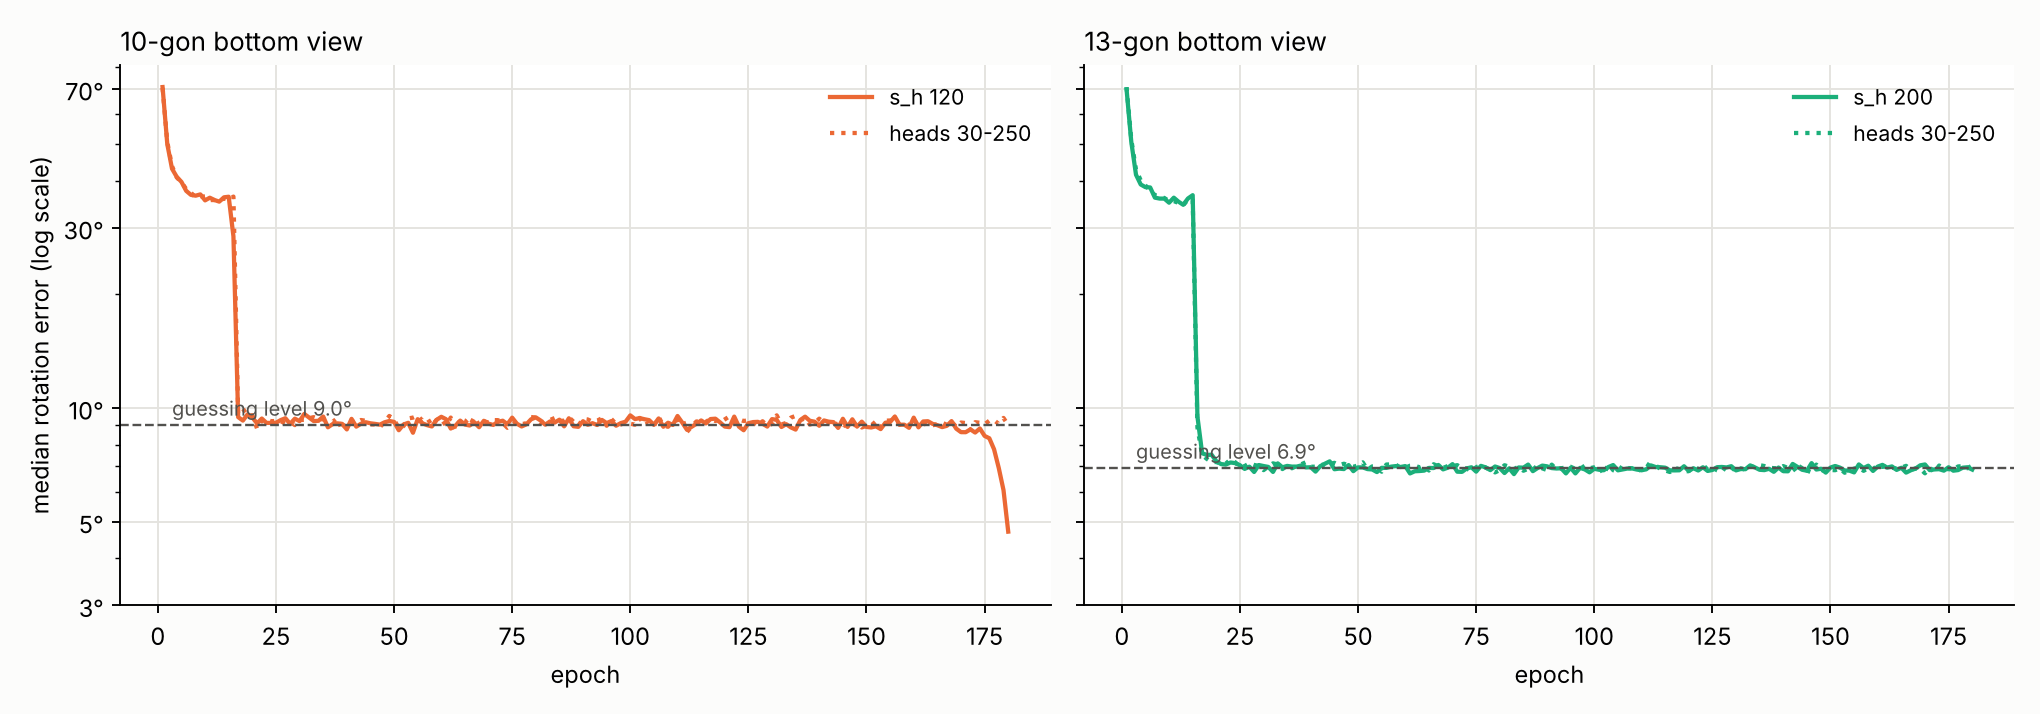 10-gon bottom view
median rotation error (log scale)
70°
30°
10°
5°
3°
s_h 120
heads 30-250
guessing level 9.0°
0 25 50 75 100 125 150 175
epoch
13-gon bottom view
s_h 200
heads 30-250
guessing level 6.9°
0 25 50 75 100 125 150 175
epoch